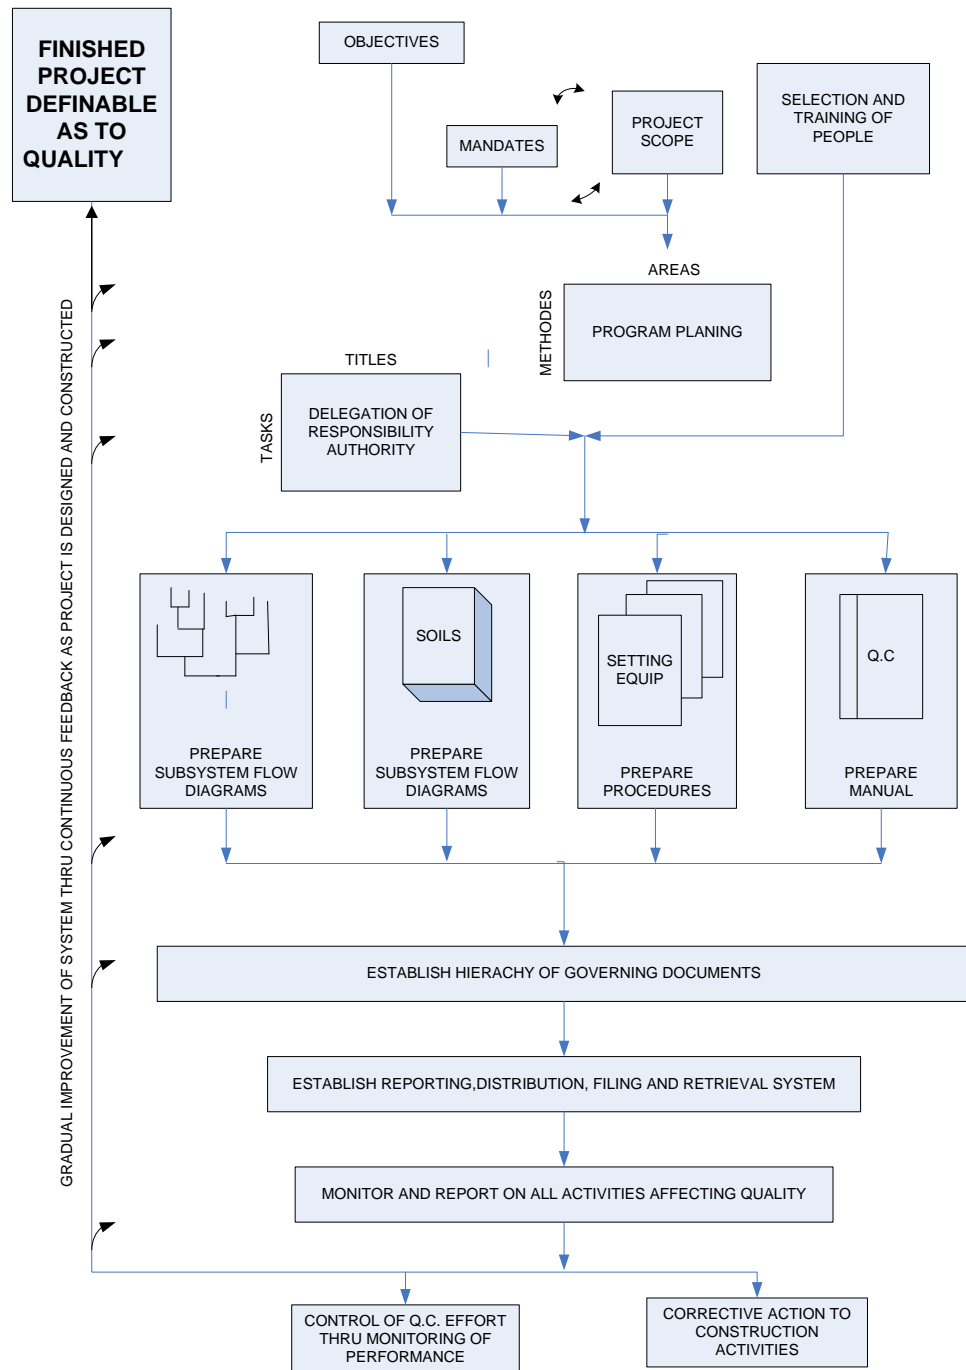 FINISHED
PROJECT
DEFINABLE
AS TO
QUALITY
OBJECTIVES
MANDATES
PROJECT
SCOPE
SELECTION AND
TRAINING OF
PEOPLE
AREAS
METHODES
PROGRAM PLANING
TITLES
TASKS
DELEGATION OF
RESPONSIBILITY
AUTHORITY
GRADUAL IMPROVEMENT OF SYSTEM THRU CONTINUOUS FEEDBACK AS PROJECT IS DESIGNED AND CONSTRUCTED
PREPARE
SUBSYSTEM FLOW
DIAGRAMS
SOILS
PREPARE
SUBSYSTEM FLOW
DIAGRAMS
SETTING
EQUIP
PREPARE
PROCEDURES
Q.C
PREPARE
MANUAL
ESTABLISH HIERACHY OF GOVERNING DOCUMENTS
ESTABLISH REPORTING,DISTRIBUTION, FILING AND RETRIEVAL SYSTEM
MONITOR AND REPORT ON ALL ACTIVITIES AFFECTING QUALITY
CONTROL OF Q.C. EFFORT
THRU MONITORING OF
PERFORMANCE
CORRECTIVE ACTION TO
CONSTRUCTION
ACTIVITIES